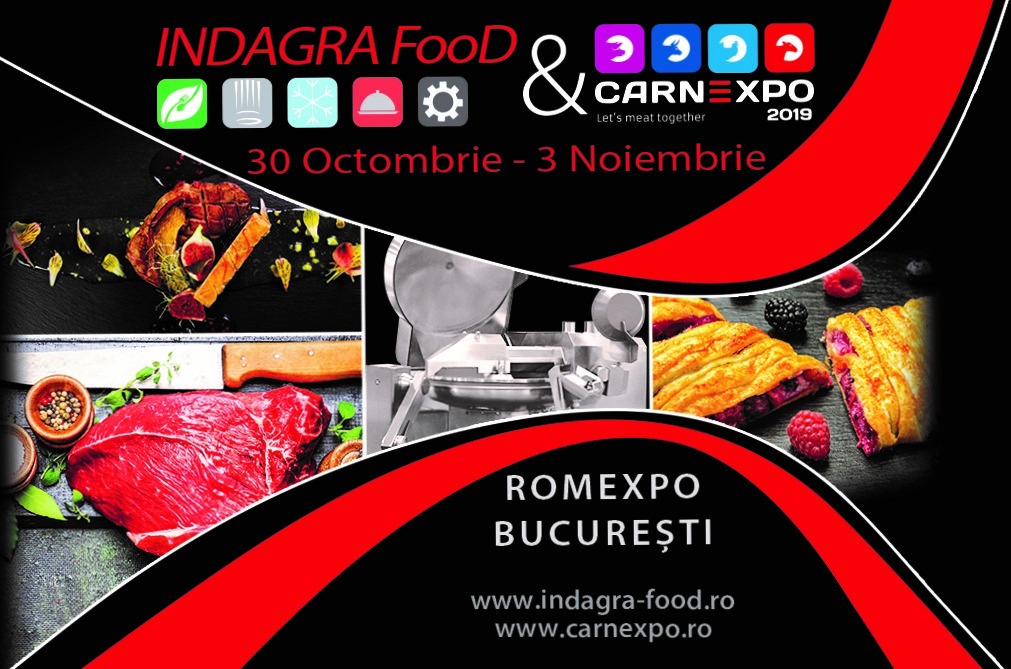 INDAGRA FooD
&
CARNEXPO
Let's meat together
2019
30 Octombrie - 3 Noiembrie
ROMEXPO
BUCUREȘTI
www.indagra-food.ro
www.carnexpo.ro